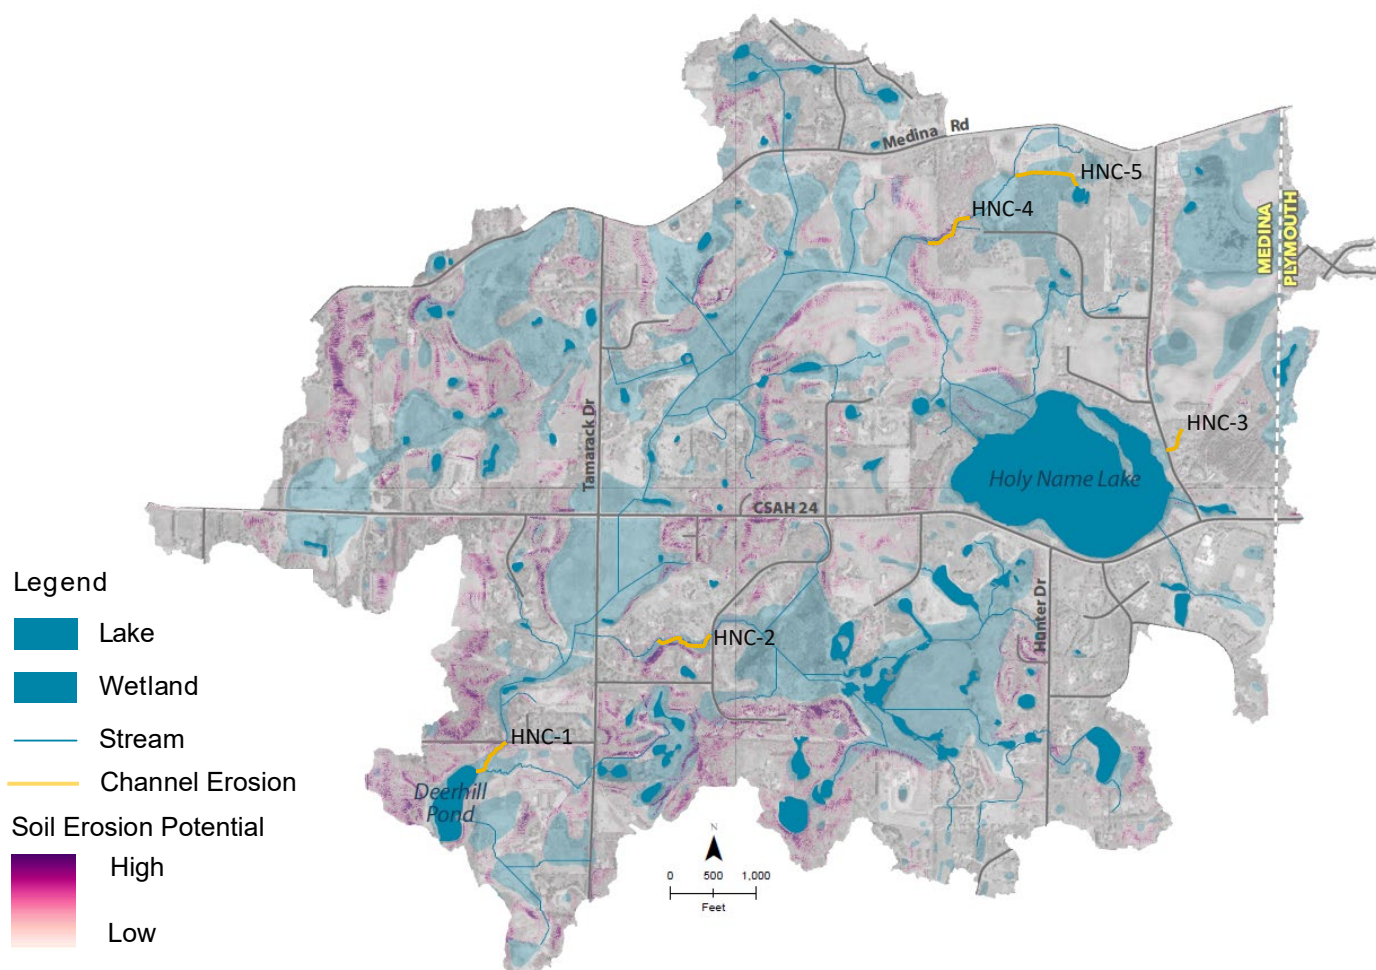 Medina Rd
HNC-5
HNC-4
MEDINA
PLYMOUTH
Tamarack Dr
HNC-3
Holy Name Lake
CSAH 24
Hunter Dr
HNC-2
HNC-1
Deerhill
Pond
Legend
Lake
Wetland
Stream
Channel Erosion
Soil Erosion Potential
High
Low
N
0 500 1,000
Feet